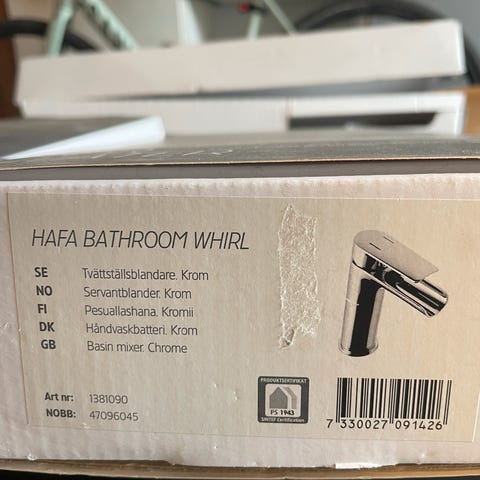 HAFA BATHROOM WHIRL
SE Tvättställsblandare. Krom
NO Servantblander. Krom
FI Pesuallashana. Kromii
DK Håndvaskbatteri. Krom
GB Basin mixer. Chrome
Art nr: 1381090
NOBB: 47096045
PRODUKTSERTIFIKAT
PS 1943
SINTEF Certification
7 330027 091426